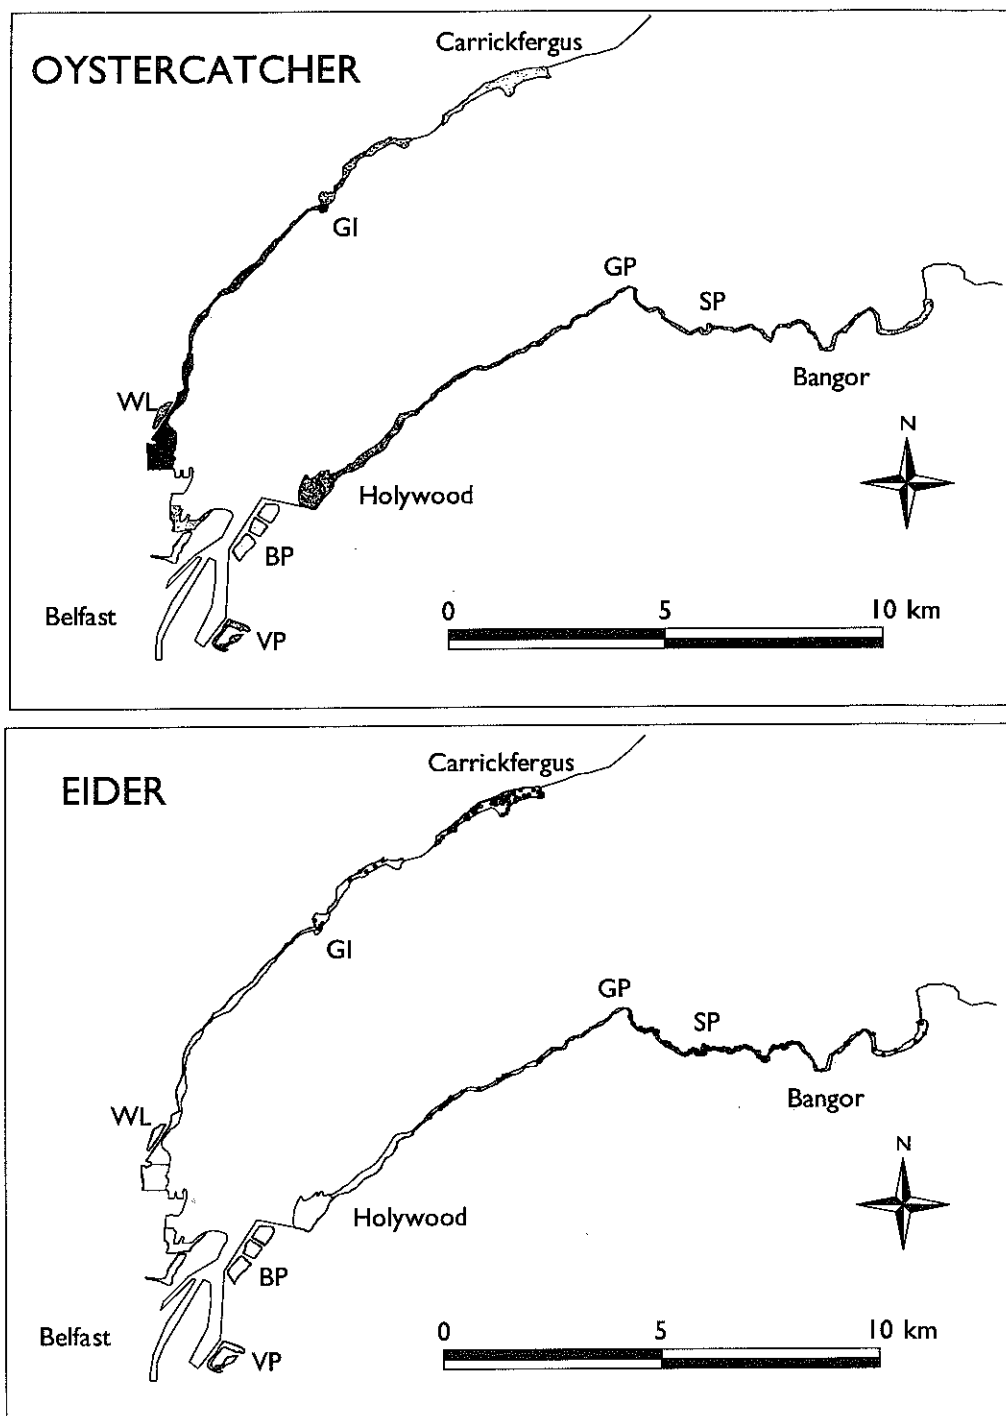 OYSTERCATCHER
Carrickfergus
GI
GP
SP
Bangor
WL
N
Holywood
BP
Belfast
VP
0 5 10 km
EIDER
Carrickfergus
GI
GP
SP
Bangor
WL
N
Holywood
BP
Belfast
VP
0 5 10 km